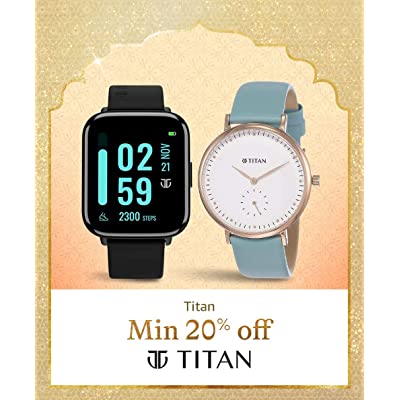 02
59
21
NOV
2300 STEPS
TITAN
Titan
Min 20% off
TITAN